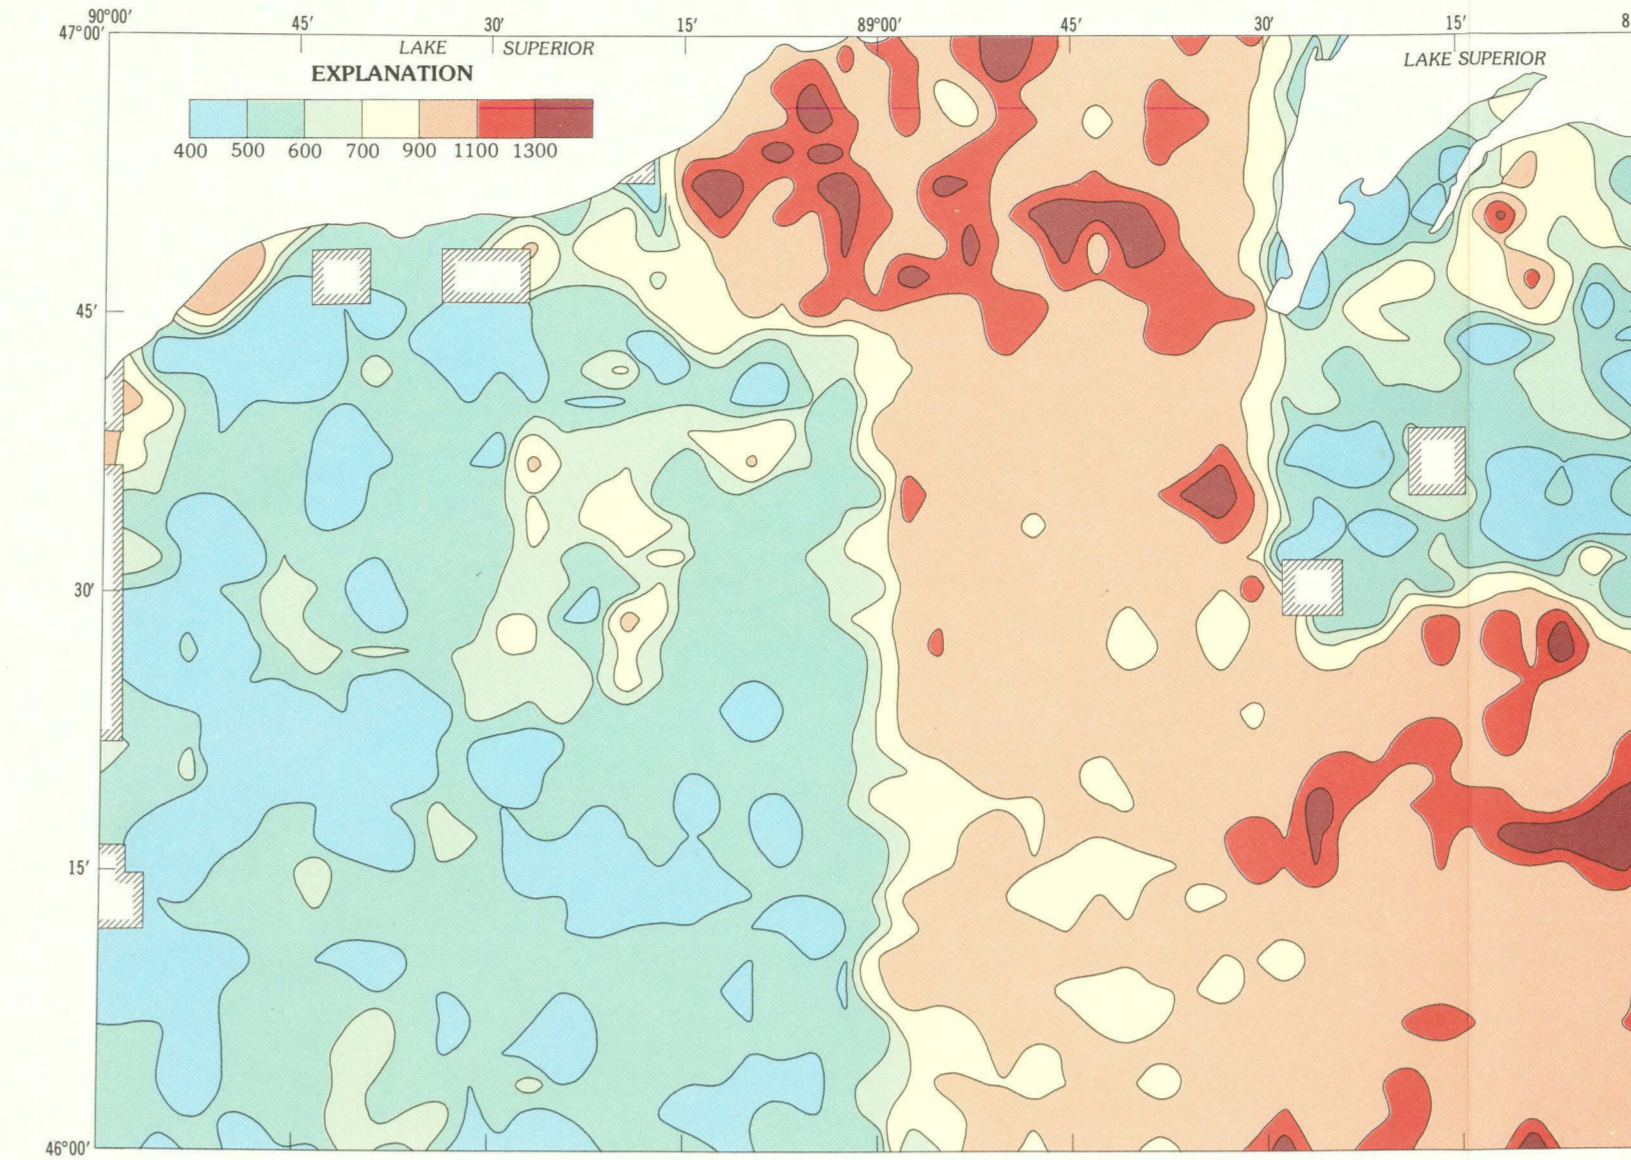 90°00′ 45′ 30′ 15′ 89°00′ 45′ 30′ 15′ 8
47°00′
LAKE SUPERIOR
LAKE SUPERIOR
EXPLANATION
400 500 600 700 900 1100 1300
45′
30′
15′
46°00′